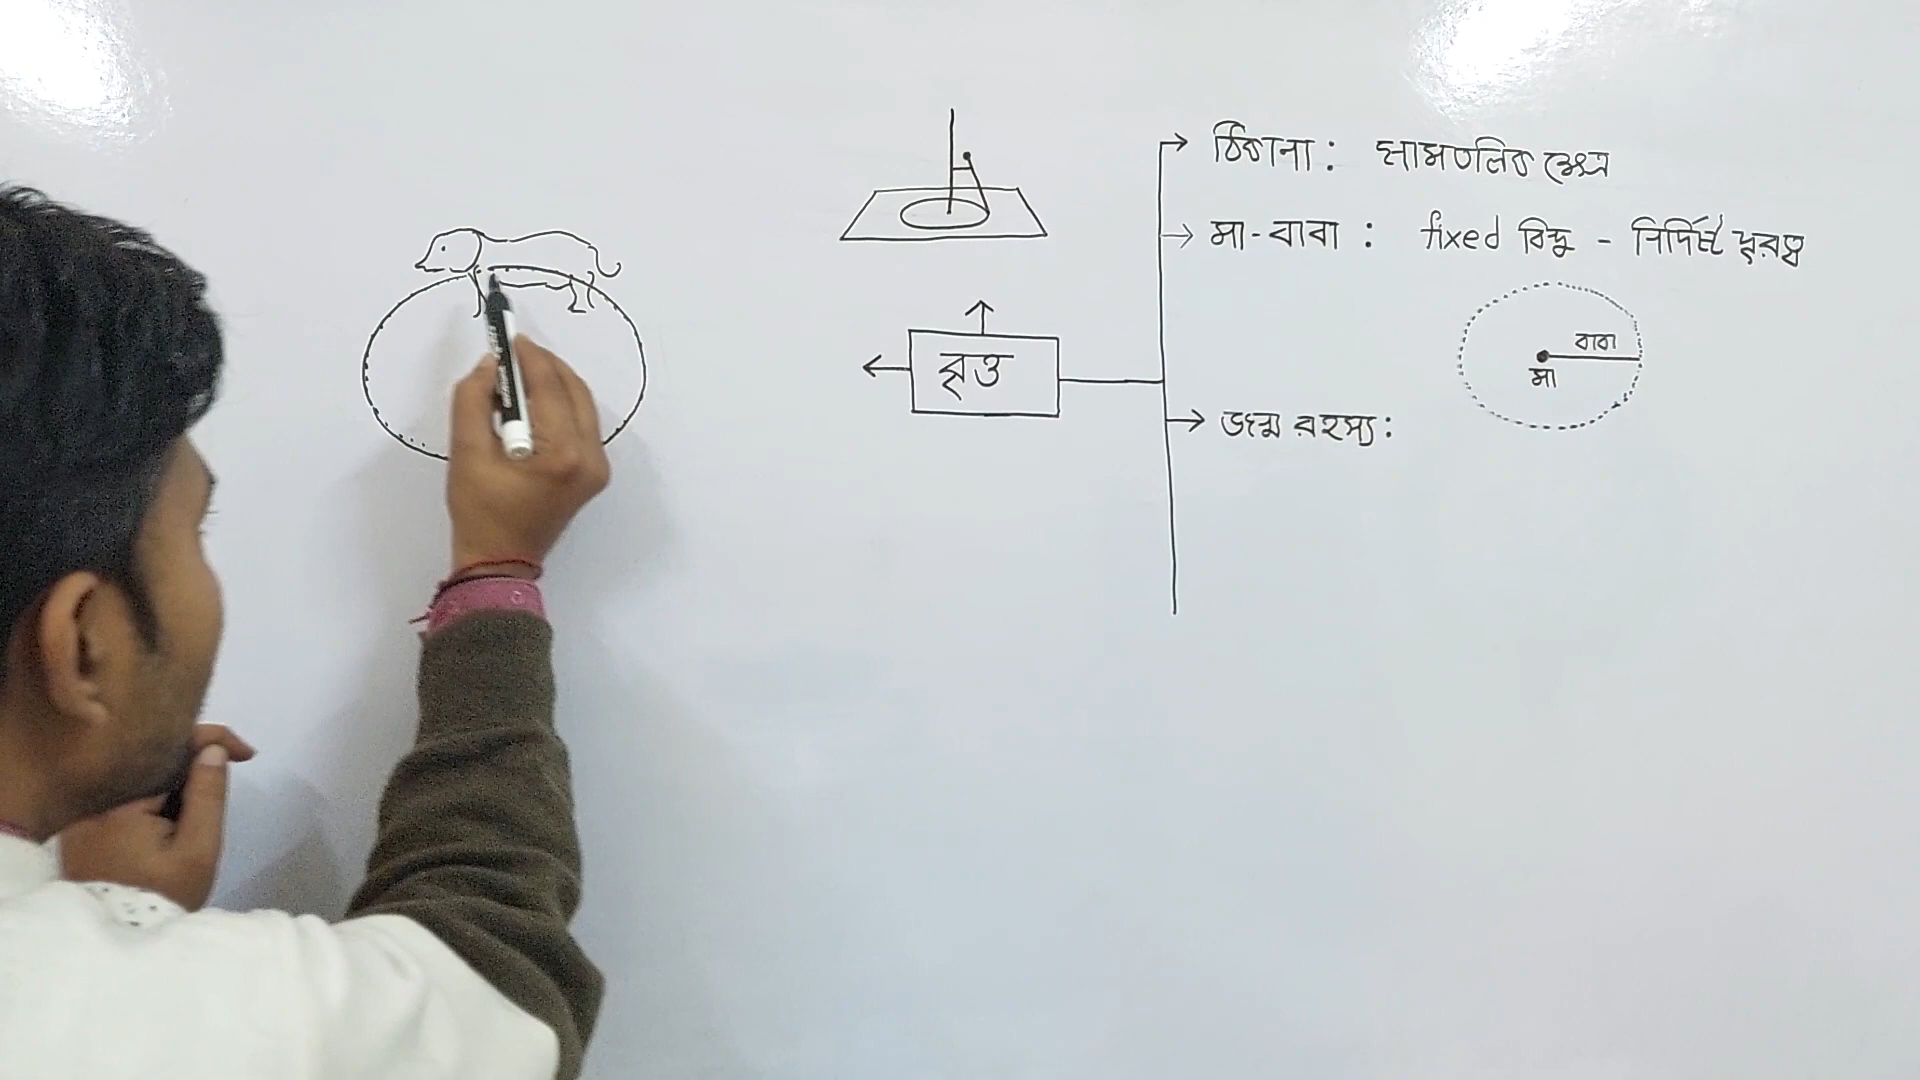 ঠিকানা : সামতলিক ক্ষেত্র
মা-বাবা : fixed বিন্দু - নির্দিষ্ট দূরত্ব
বৃত্ত
বাবা
মা
জন্ম রহস্য :